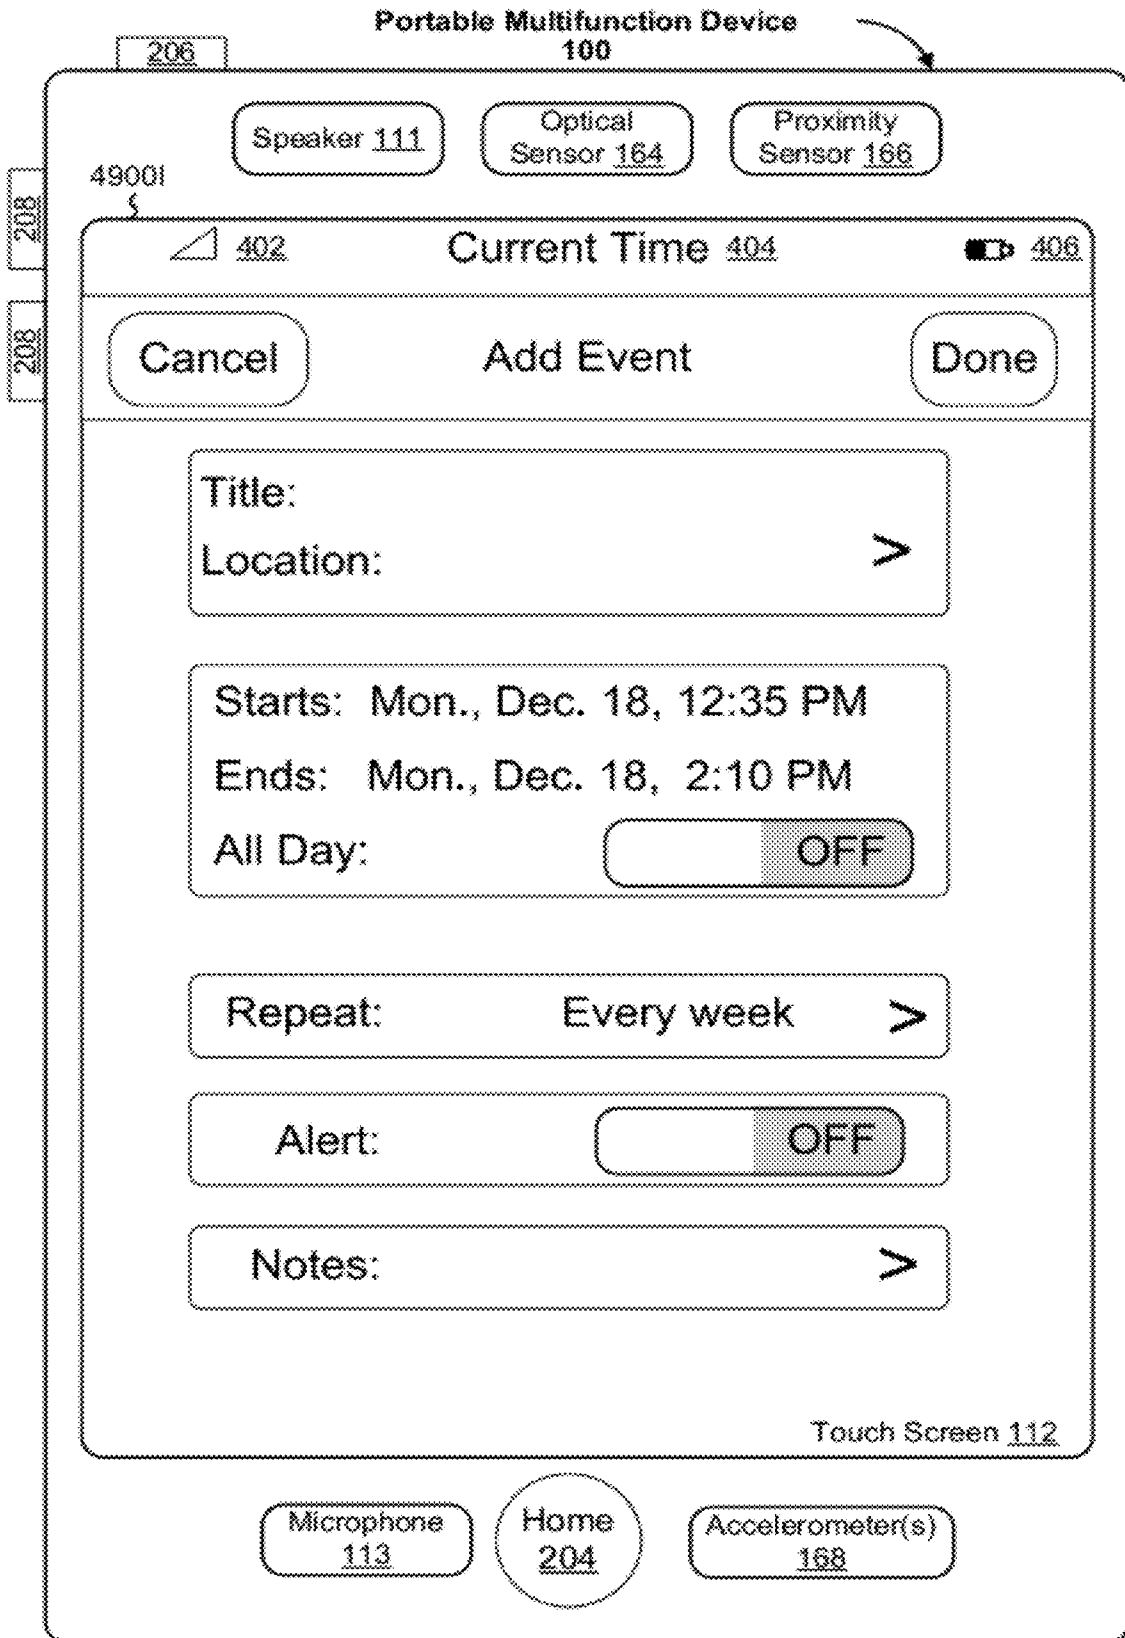 Portable Multifunction Device
100
206
Speaker 111
Optical
Sensor 164
Proximity
Sensor 166
4900I
208
208
402
Current Time 404
406
Cancel
Add Event
Done
Title:
Location:
>
Starts: Mon., Dec. 18, 12:35 PM
Ends: Mon., Dec. 18, 2:10 PM
All Day:
OFF
Repeat:
Every week
>
Alert:
OFF
Notes:
>
Touch Screen 112
Microphone
113
Home
204
Accelerometer(s)
168